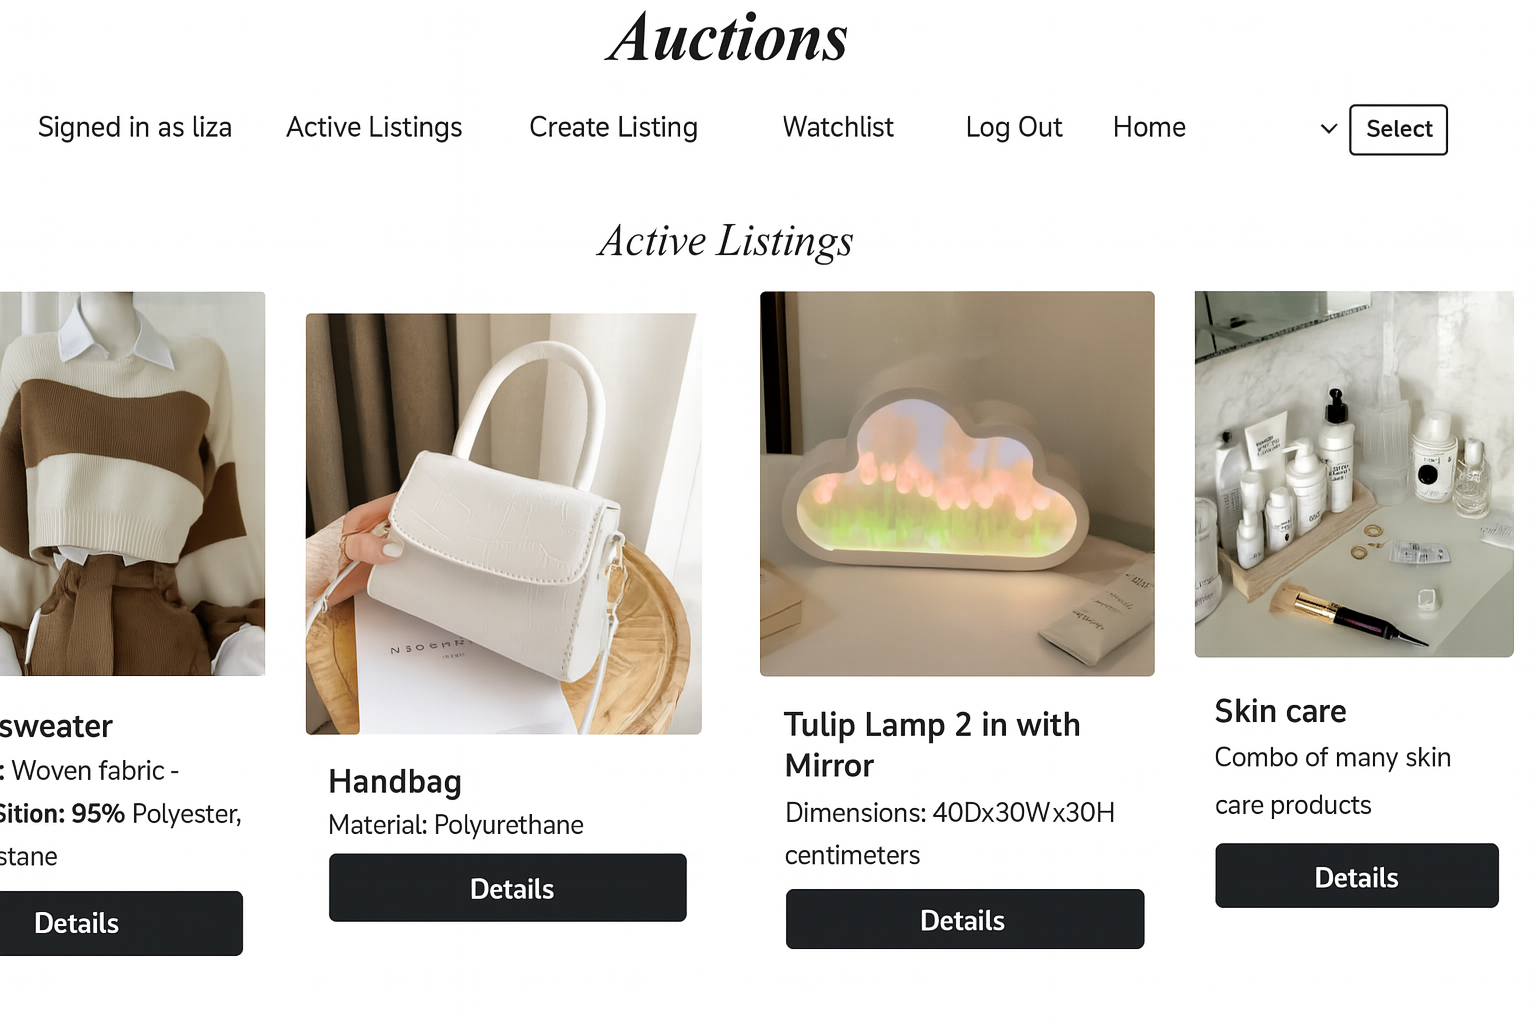 Auctions
Signed in as liza Active Listings Create Listing Watchlist Log Out Home Select
Active Listings
sweater
: Woven fabric -
Sition: 95% Polyester,
stane
Details
Handbag
Material: Polyurethane
Details
Tulip Lamp 2 in with
Mirror
Dimensions: 40Dx30Wx30H
centimeters
Details
Skin care
Combo of many skin
care products
Details